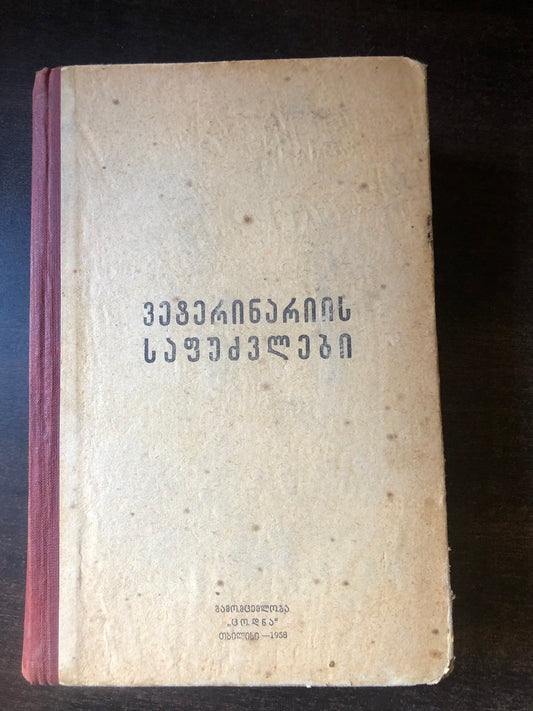 ვეტერინარიის
საფუძვლები
გამომცემლობა
„ცოდნა“
თბილისი—1958